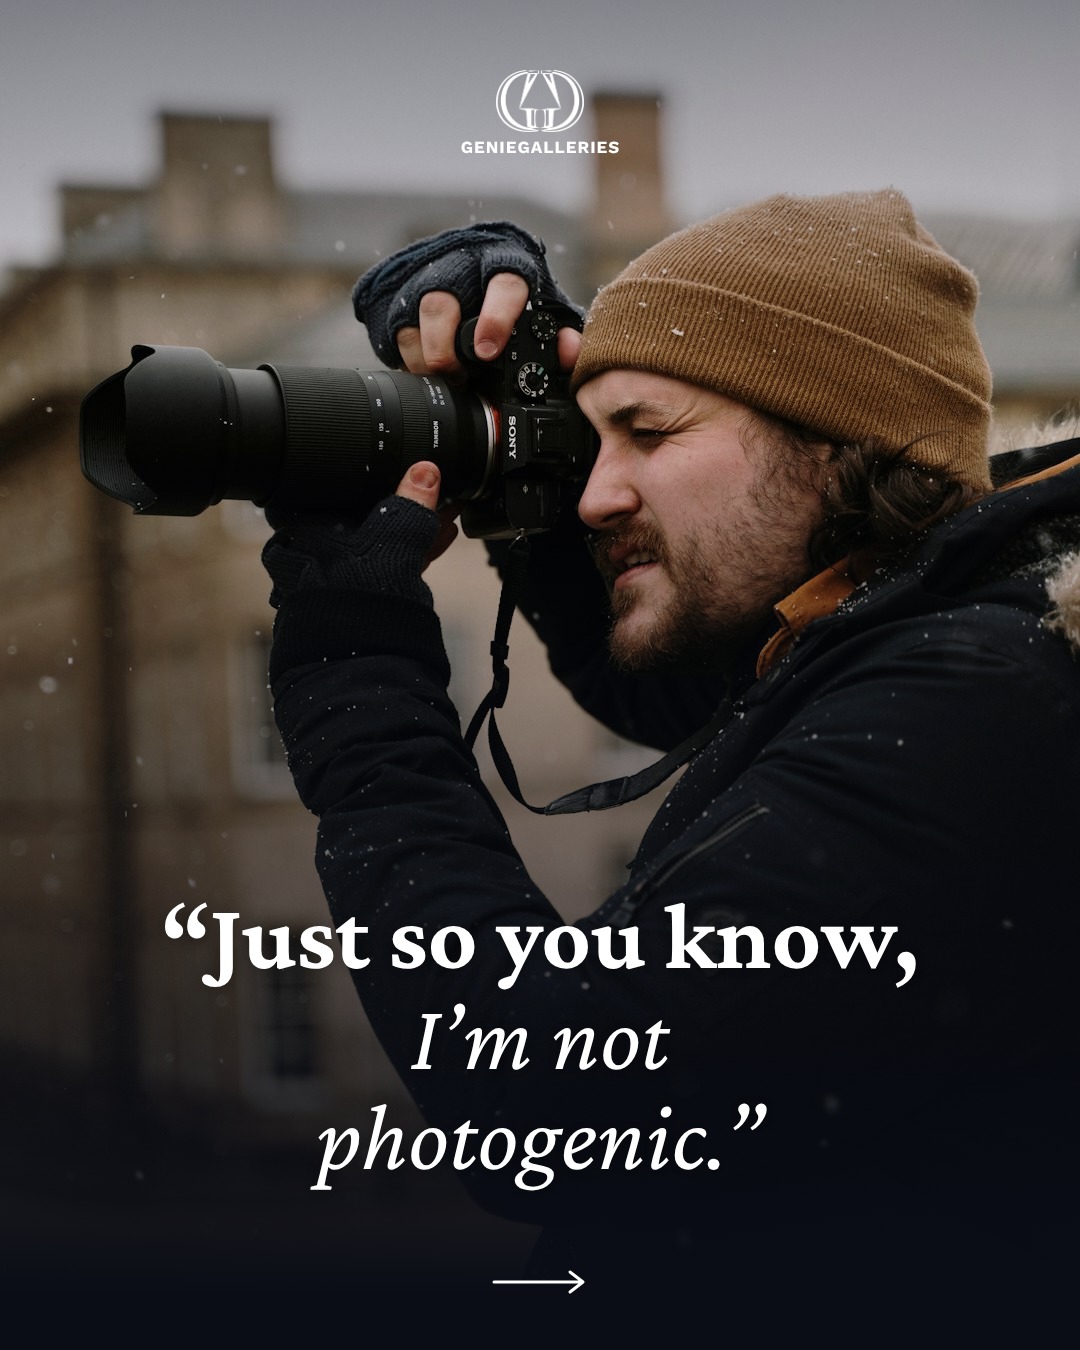 GENIEGALLERIES
SONY
TAMRON
“Just so you know,
I’m not
photogenic.”